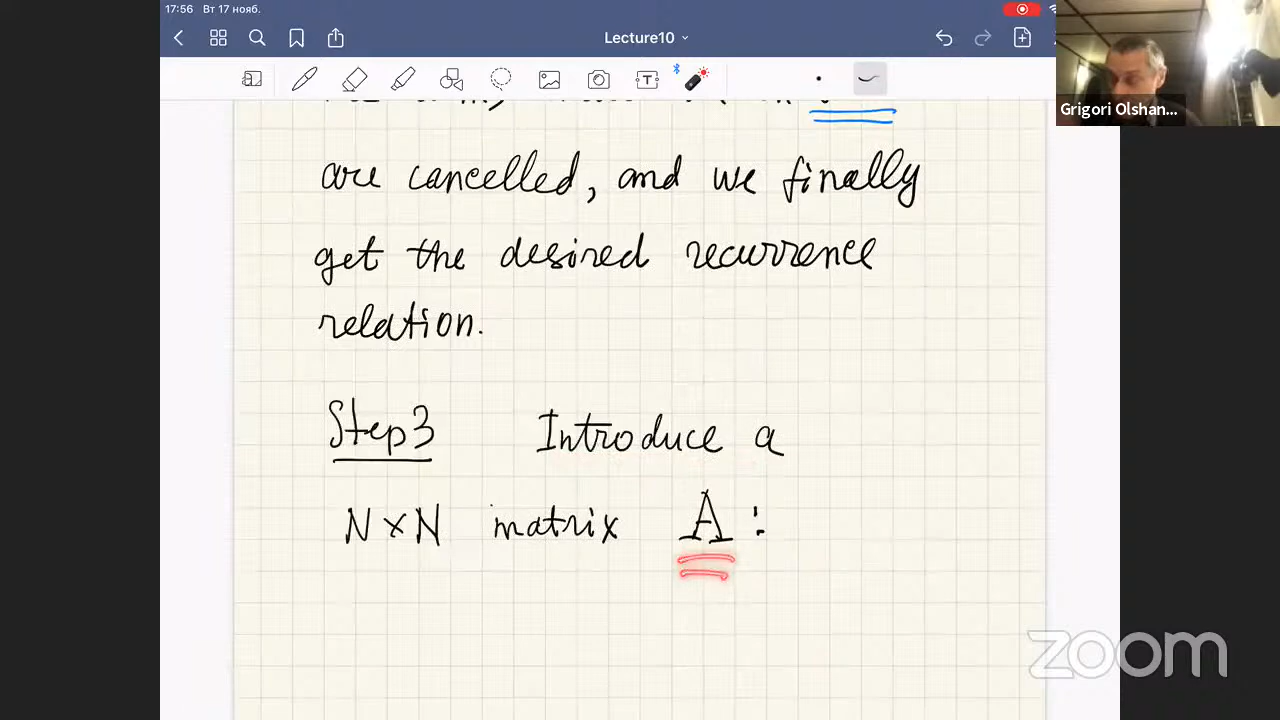 17:56 Вт 17 нояб.
Lecture10
Grigori Olshan...
are cancelled, and we finally
get the desired recurrence
relation.
Step 3 Introduce a
N×N matrix A:
zoom